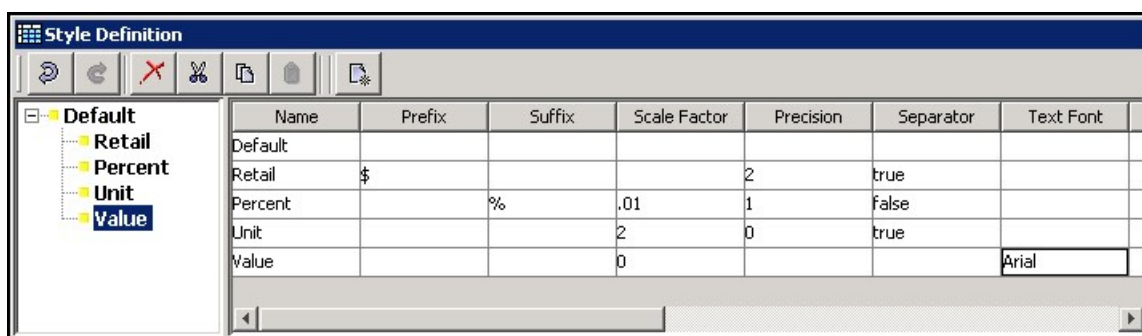 Style Definition
Default
Retail
Percent
Unit
Value
Name Prefix Suffix Scale Factor Precision Separator Text Font
Default
Retail $ 2 true
Percent % .01 1 false
Unit 2 0 true
Value 0 Arial